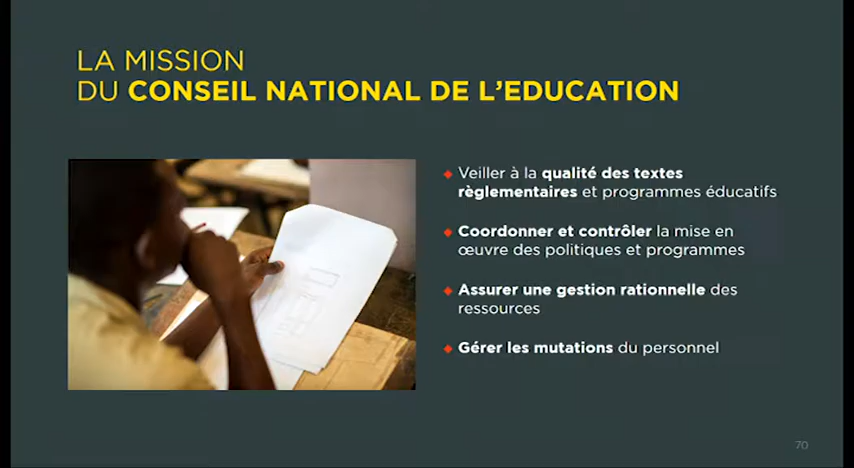 LA MISSION
DU CONSEIL NATIONAL DE L'EDUCATION
Veiller à la qualité des textes
règlementaires et programmes éducatifs
Coordonner et contrôler la mise en
œuvre des politiques et programmes
Assurer une gestion rationnelle des
ressources
Gérer les mutations du personnel
70